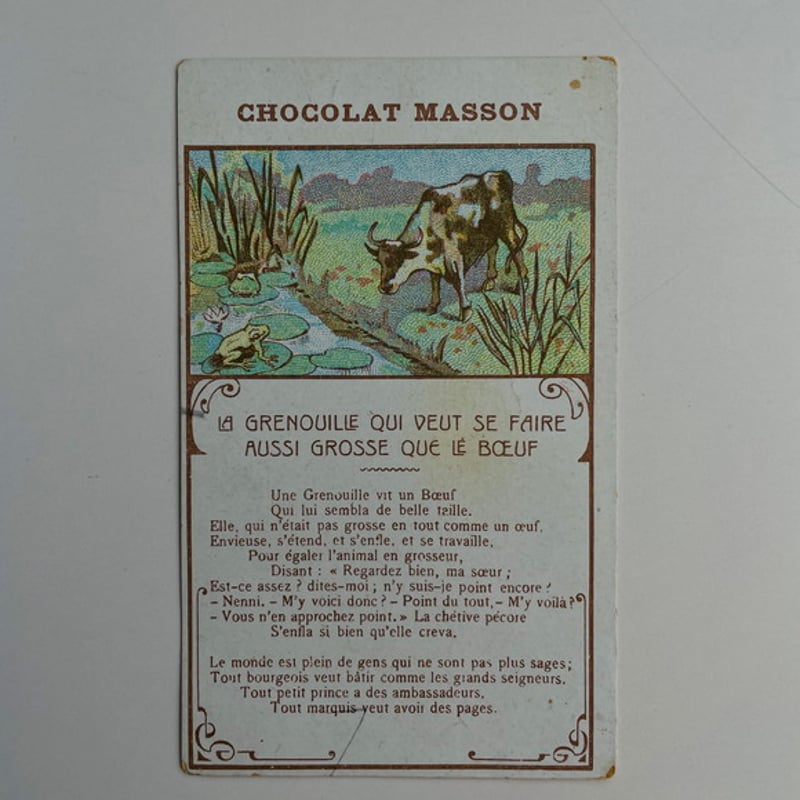 CHOCOLAT MASSON
LA GRENOUILLE QUI VEUT SE FAIRE
AUSSI GROSSE QUE LE BŒUF
Une Grenouille vit un Bœuf
Qui lui sembla de belle taille.
Elle, qui n'était pas grosse en tout comme un œuf,
Envieuse, s'étend, et s'enfle, et se travaille,
Pour égaler l'animal en grosseur,
Disant : « Regardez bien, ma sœur ;
Est-ce assez ? dites-moi ; n'y suis-je point encore ?
– Nenni. – M'y voici donc ? – Point du tout. – M'y voilà ?
– Vous n'en approchez point. » La chétive pécore
S'enfla si bien qu'elle creva.
Le monde est plein de gens qui ne sont pas plus sages ;
Tout bourgeois veut bâtir comme les grands seigneurs.
Tout petit prince a des ambassadeurs.
Tout marquis veut avoir des pages.